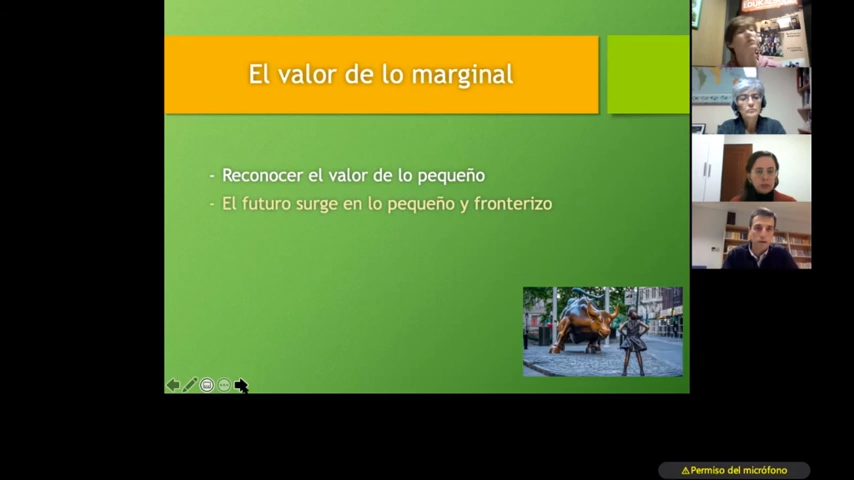 El valor de lo marginal
- Reconocer el valor de lo pequeño
- El futuro surge en lo pequeño y fronterizo
⚠Permiso del micrófono